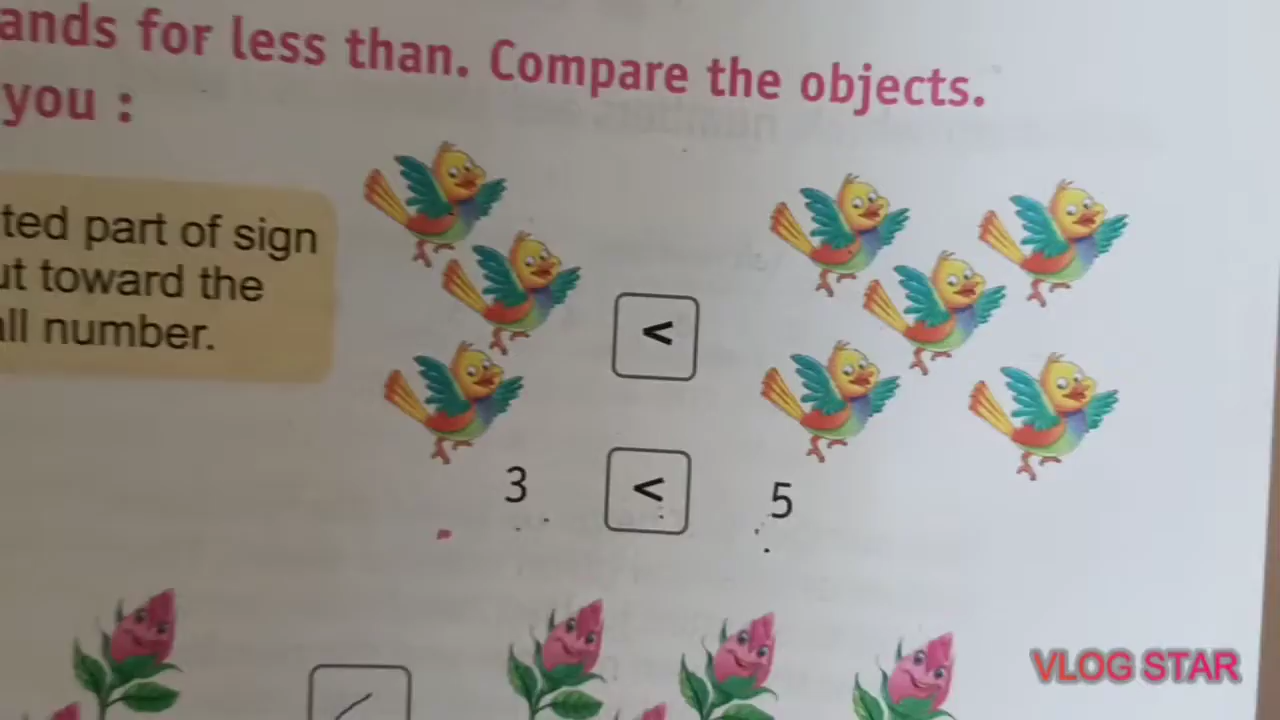 ands for less than. Compare the objects.
you :
ted part of sign
ut toward the
all number.
<
3 < 5
VLOG STAR